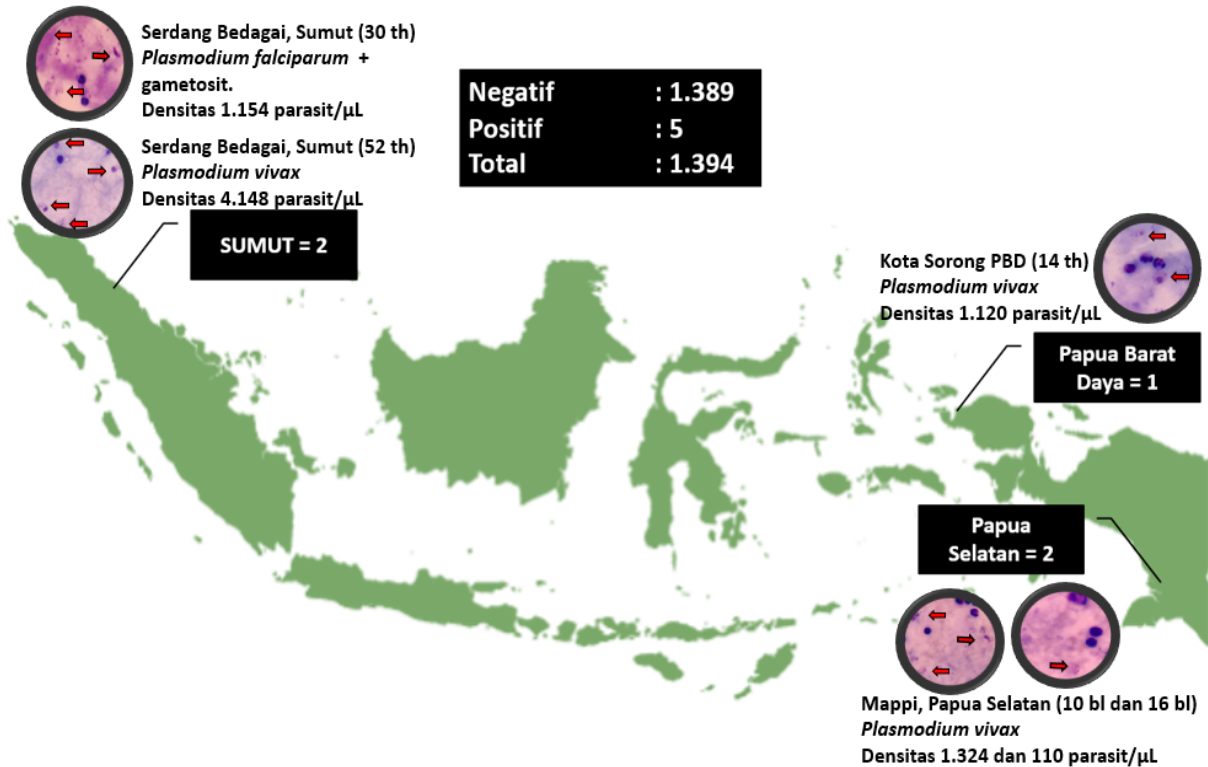 Serdang Bedagai, Sumut (30 th)
Plasmodium falciparum +
gametosit.
Densitas 1.154 parasit/µL
Serdang Bedagai, Sumut (52 th)
Plasmodium vivax
Densitas 4.148 parasit/µL
Negatif : 1.389
Positif : 5
Total : 1.394
SUMUT = 2
Kota Sorong PBD (14 th)
Plasmodium vivax
Densitas 1.120 parasit/µL
Papua Barat
Daya = 1
Papua
Selatan = 2
Mappi, Papua Selatan (10 bl dan 16 bl)
Plasmodium vivax
Densitas 1.324 dan 110 parasit/µL